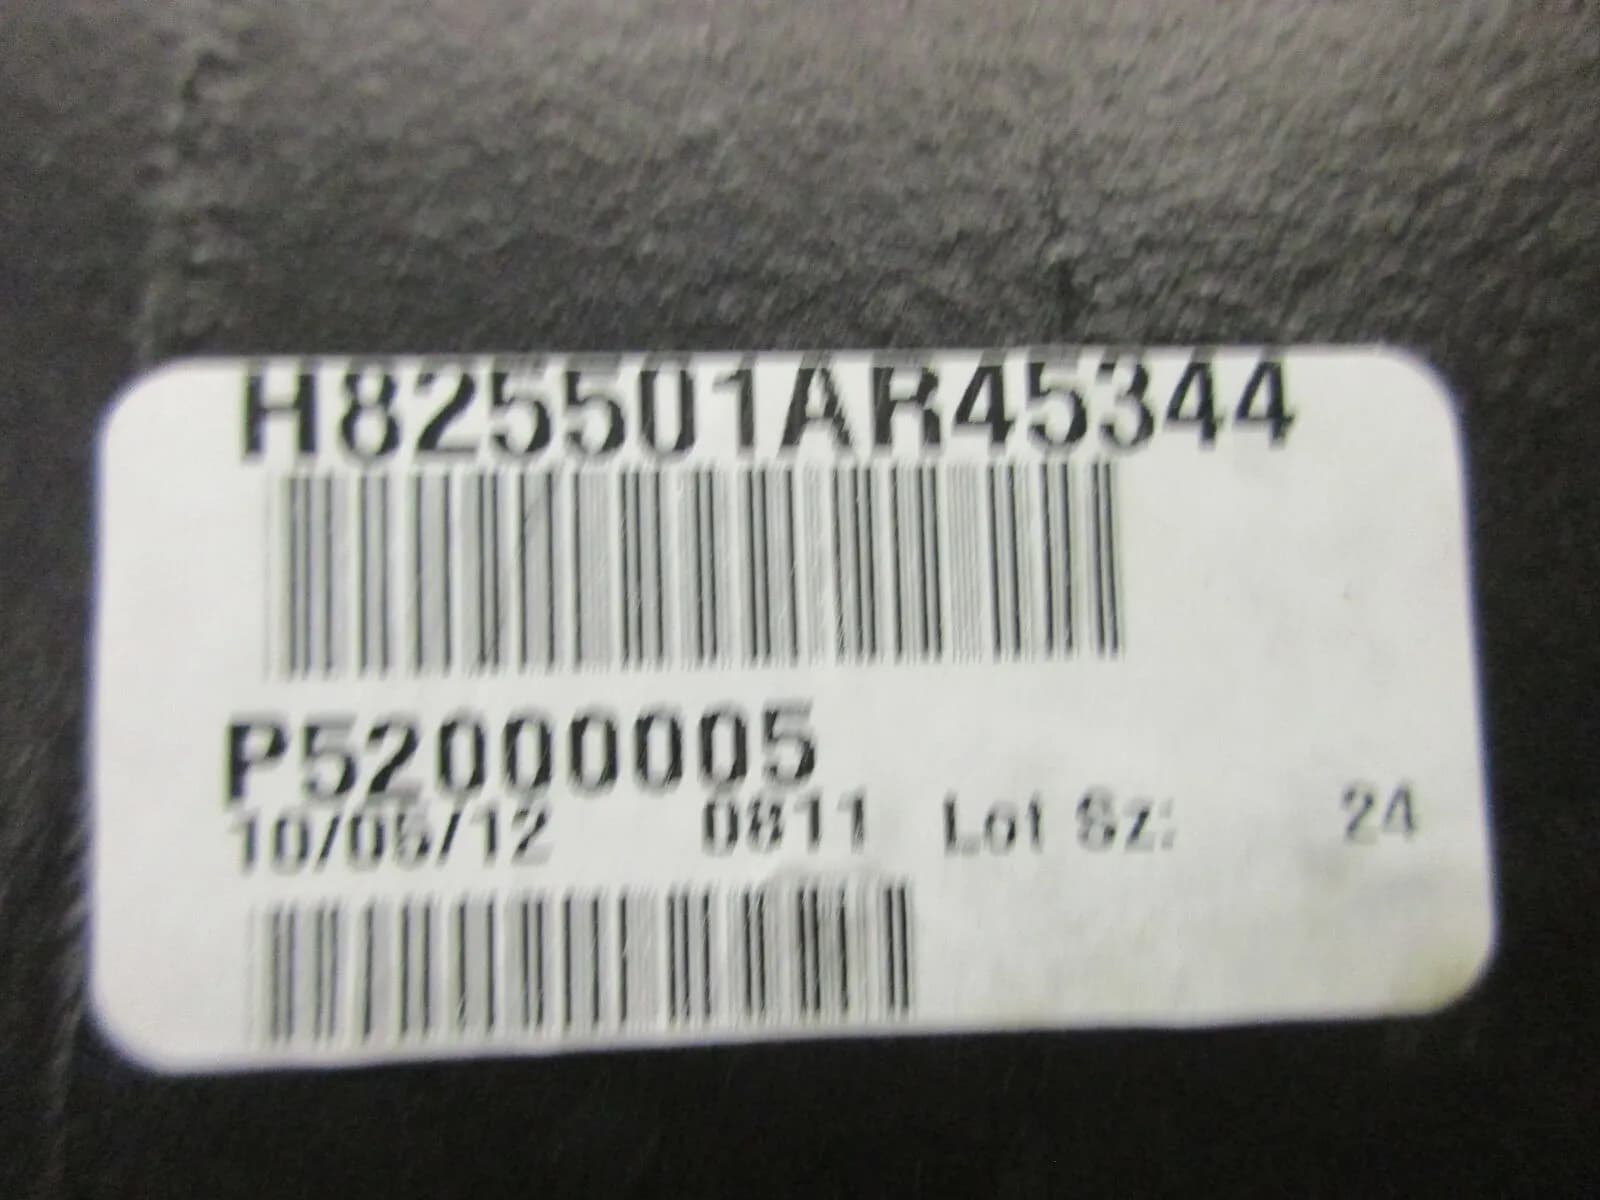 H825501AR45344
P52000005
10/05/12 0811 Lot Sz: 24